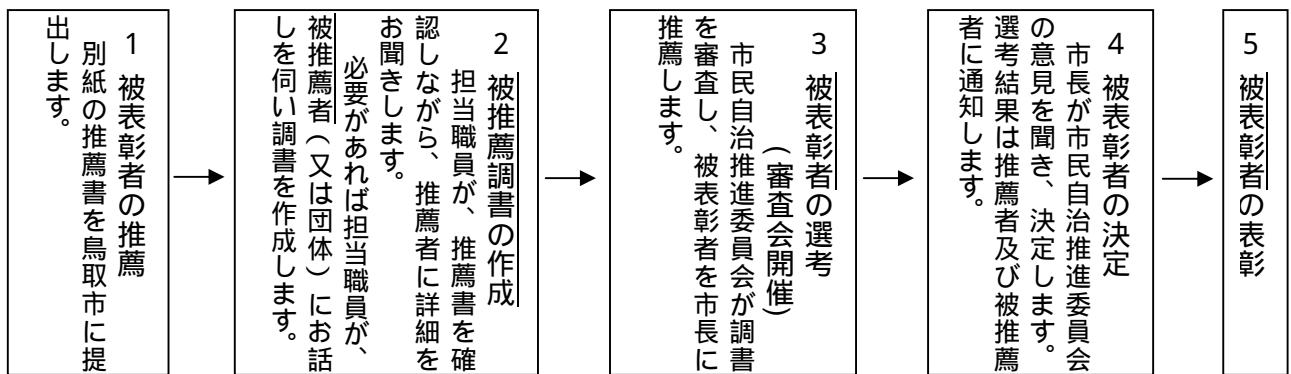 1 被表彰者の推薦
別紙の推薦書を鳥取市に提
出します。
2 被推薦調書の作成
担当職員が、推薦書を確
認しながら、推薦者に詳細を
お聞きします。
必要があれば担当職員が、
被推薦者（又は団体）にお話
しを伺い調書を作成します。
3 被表彰者の選考
（審査会開催）
市民自治推進委員会が調書
を審査し、被表彰者を市長に
推薦します。
4 被表彰者の決定
市長が市民自治推進委員会
の意見を聞き、決定します。
選考結果は推薦者及び被推薦
者に通知します。
5 被表彰者の表彰